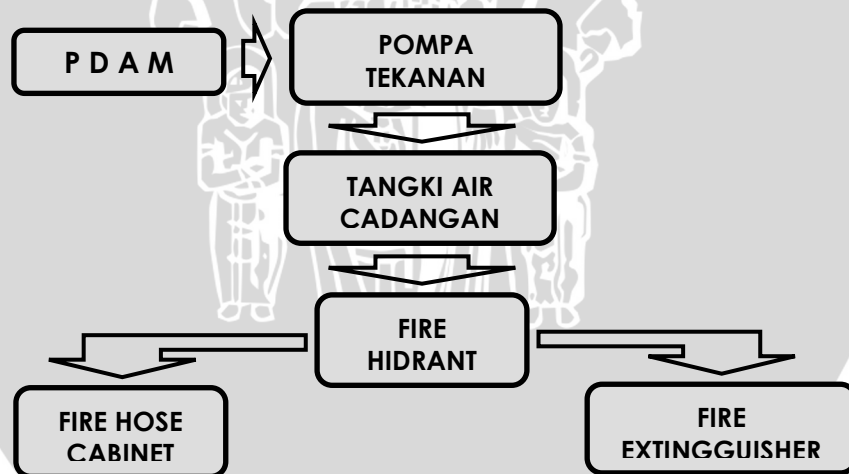 P D A M
POMPA
TEKANAN
TANGKI AIR
CADANGAN
FIRE
HIDRANT
FIRE HOSE
CABINET
FIRE
EXTINGGUISHER